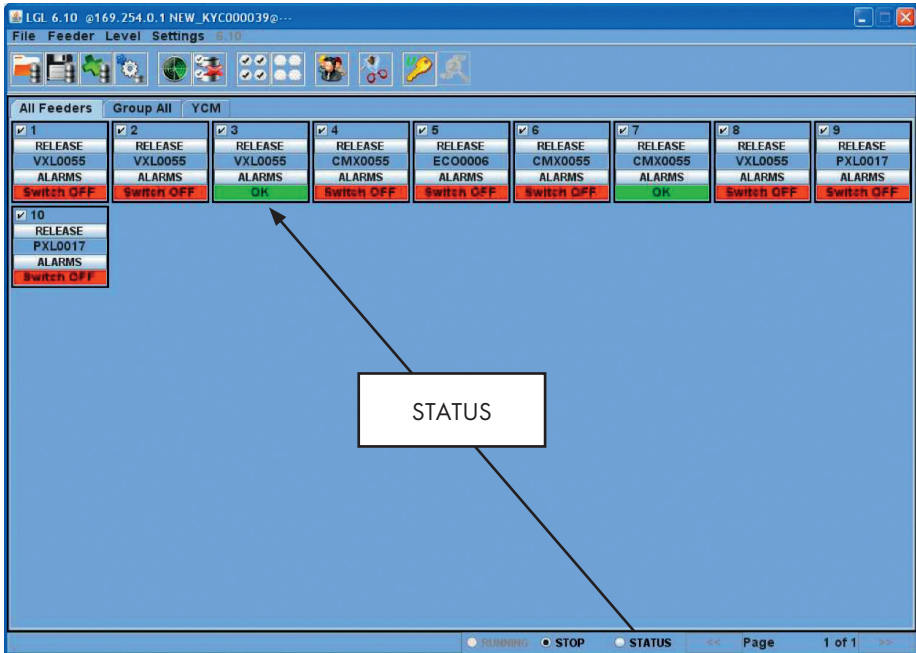 LGL 6.10 @169.254.0.1 NEW_KYC000039@---
File Feeder Level Settings 6.10
All Feeders Group All YCM
1 2 3 4 5 6 7 8 9
RELEASE RELEASE RELEASE RELEASE RELEASE RELEASE RELEASE RELEASE RELEASE
VXL0055 VXL0055 VXL0055 CMX0055 ECO0006 CMX0055 CMX0055 VXL0055 PXL0017
ALARMS ALARMS ALARMS ALARMS ALARMS ALARMS ALARMS ALARMS ALARMS
Switch OFF Switch OFF OK Switch OFF Switch OFF Switch OFF OK Switch OFF Switch OFF
10
RELEASE
PXL0017
ALARMS
Switch OFF
STATUS
RUNNING STOP STATUS << Page 1 of 1 >>